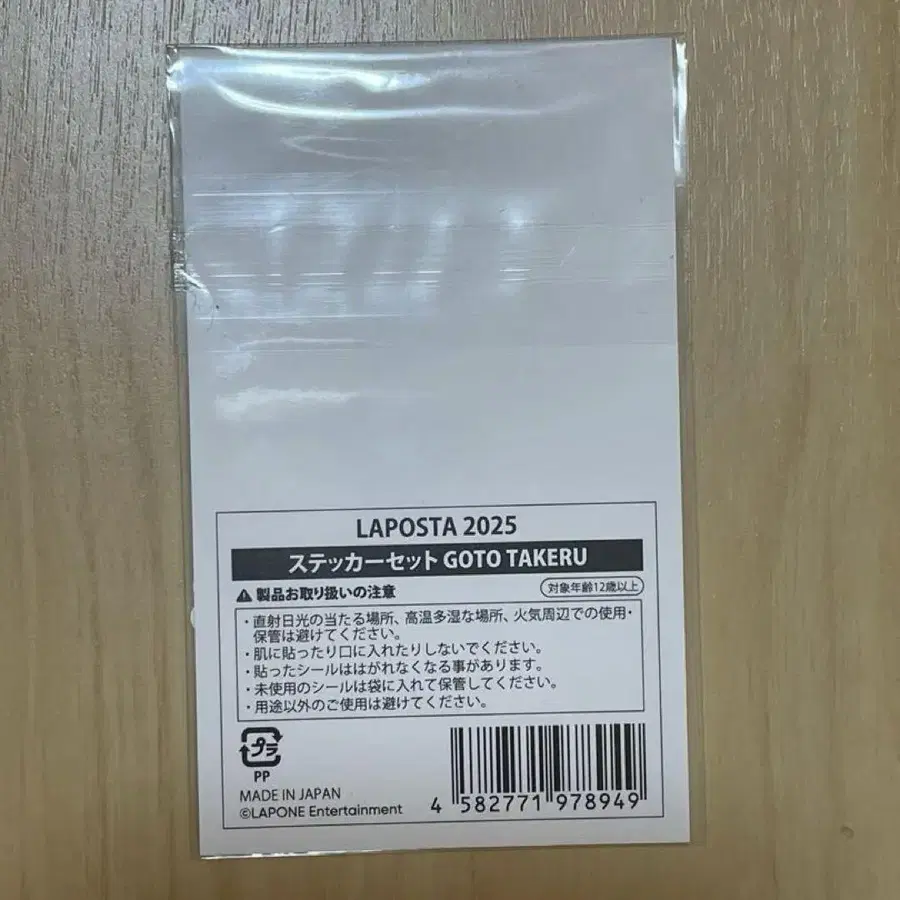 LAPOSTA 2025
ステッカーセット GOTO TAKERU
製品お取り扱いの注意
対象年齢12歳以上
・直射日光の当たる場所、高温多湿な場所、火気周辺での使用・
保管は避けてください。
・肌に貼ったり口に入れたりしないでください。
・貼ったシールははがれなくなる事があります。
・未使用のシールは袋に入れて保管してください。
・用途以外のご使用は避けてください。
プラ
PP
MADE IN JAPAN
©LAPONE Entertainment
4 582771 978949